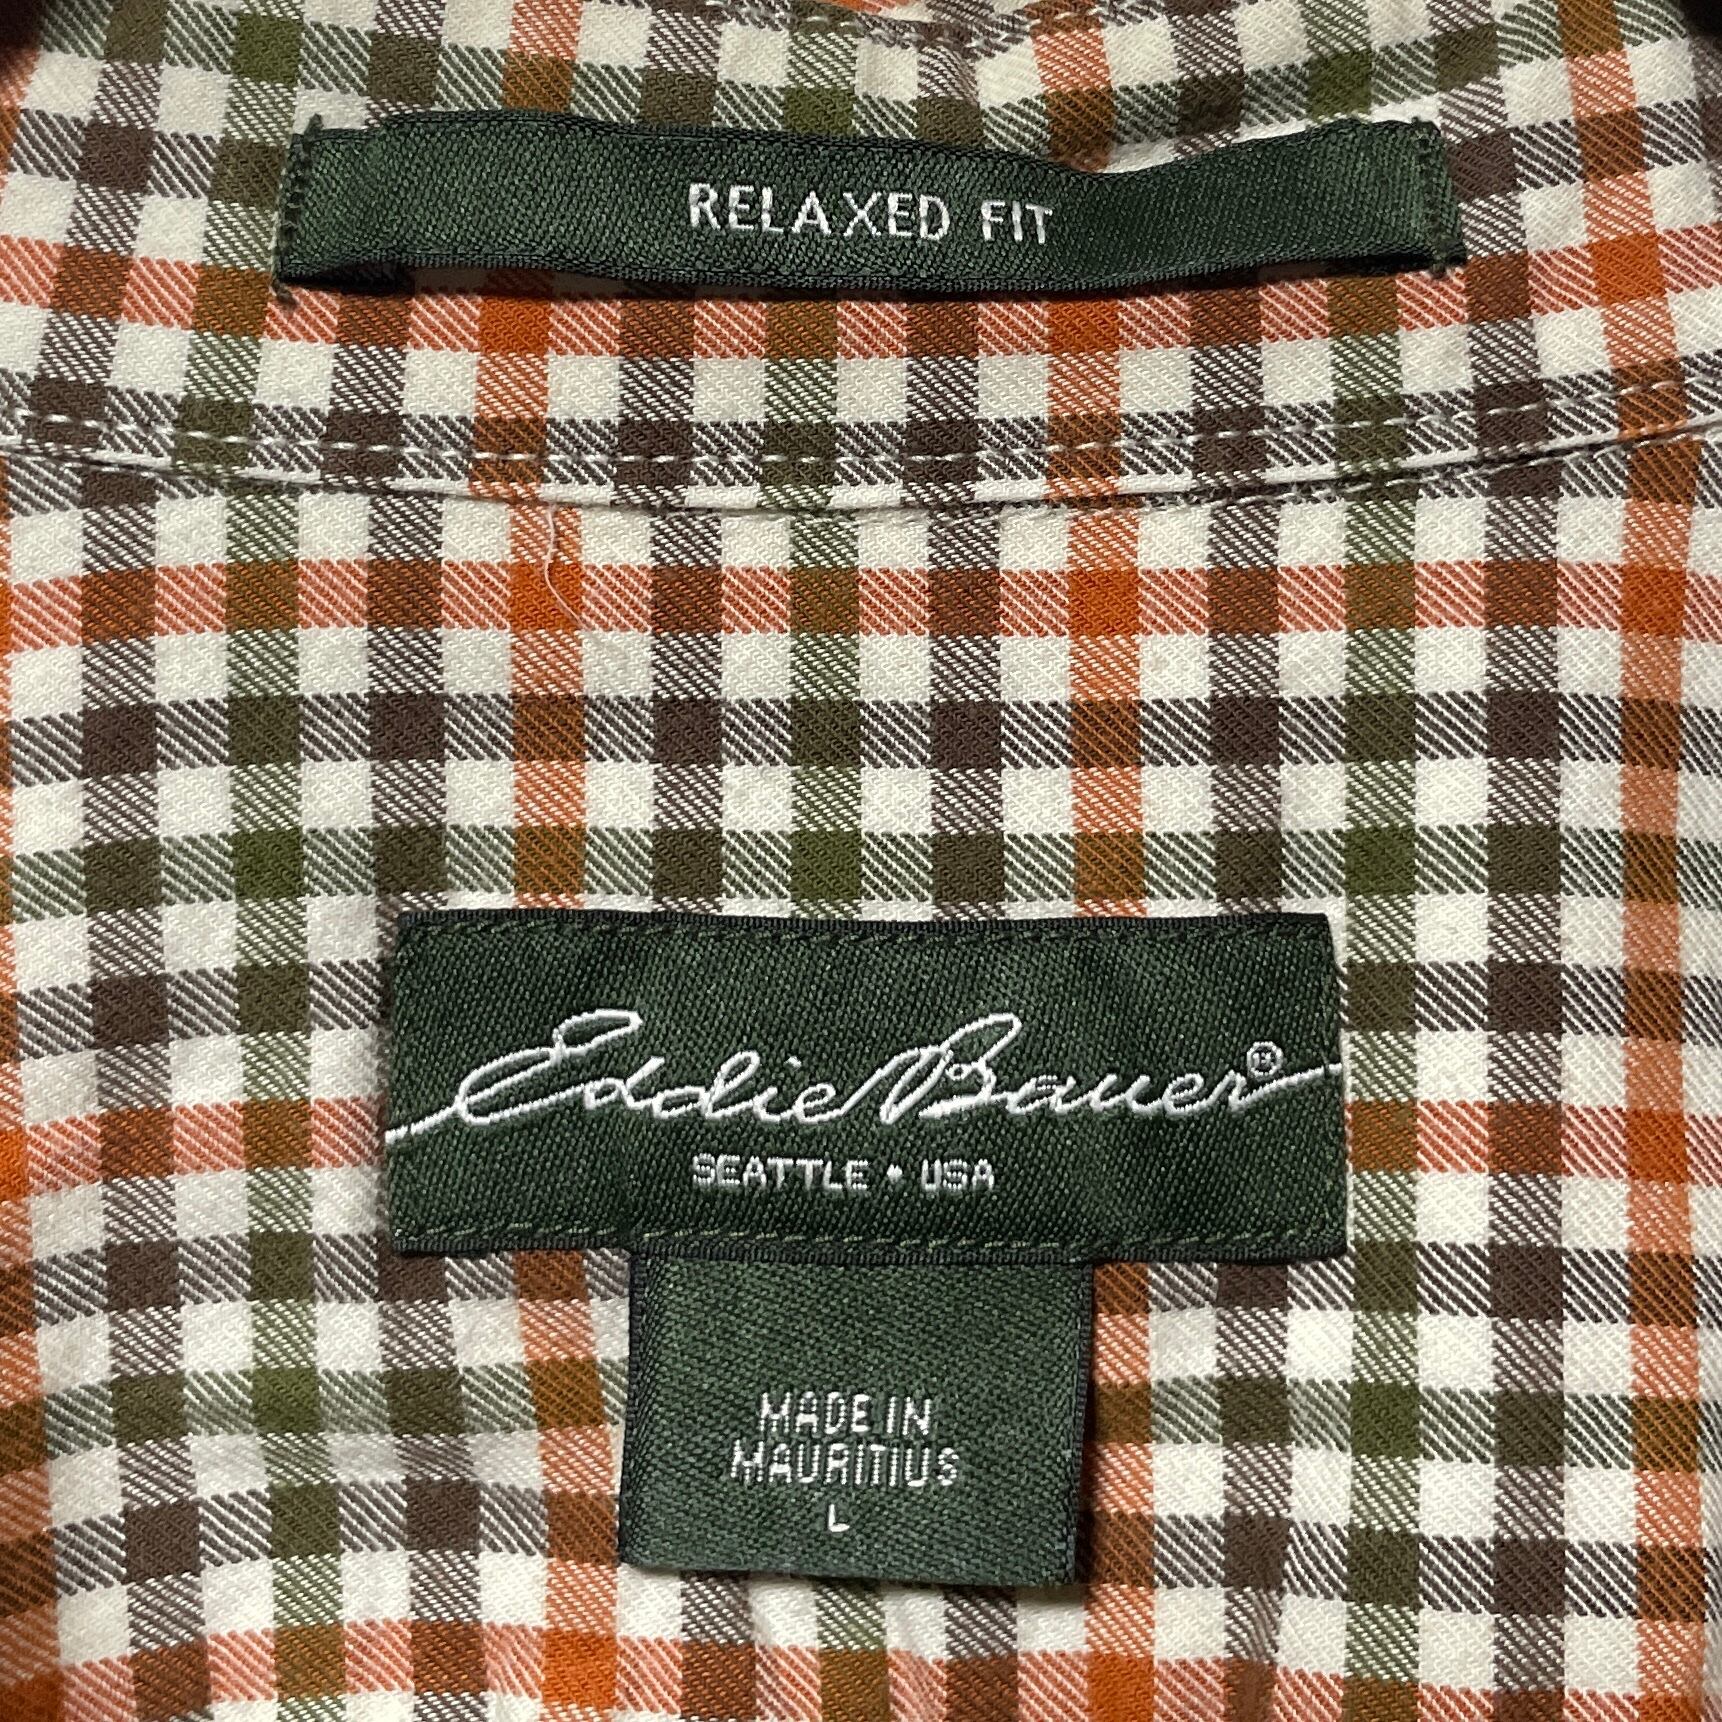 RELAXED FIT
Eddie Bauer®
SEATTLE • USA
MADE IN
MAURITIUS
L